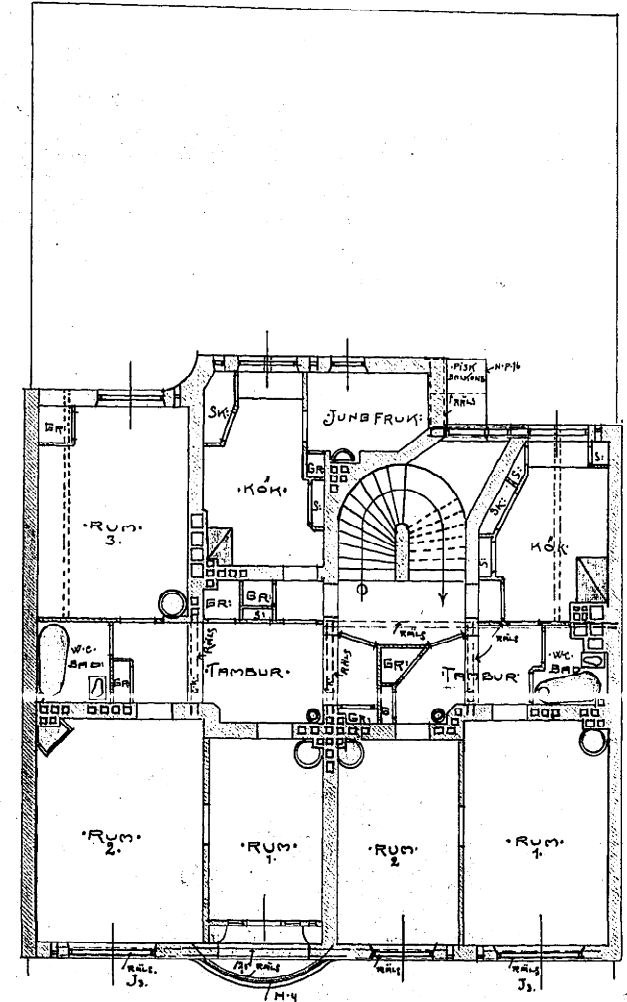 PISK
BALKONG
N.P. 16
RÄLS
SK:
JUNGFRUK:
GR:
·RUM·
3.
·KÖK·
GR:
S:
SK:
S:
S:
S:
KÖK
GR:
GR:
S:
W.C.
BAD:
GR
RÄLS
·TAMBUR·
RÄLS
RÄLS
GR:
·TAMBUR
RÄLS
W.C.
BAD:
GR:
G
·RUM·
2.
·RUM·
1.
·RUM·
2
·RUM·
1.
RÄLS.
J3.
RÄLS
N.4
RÄLS
RÄLS
J3.